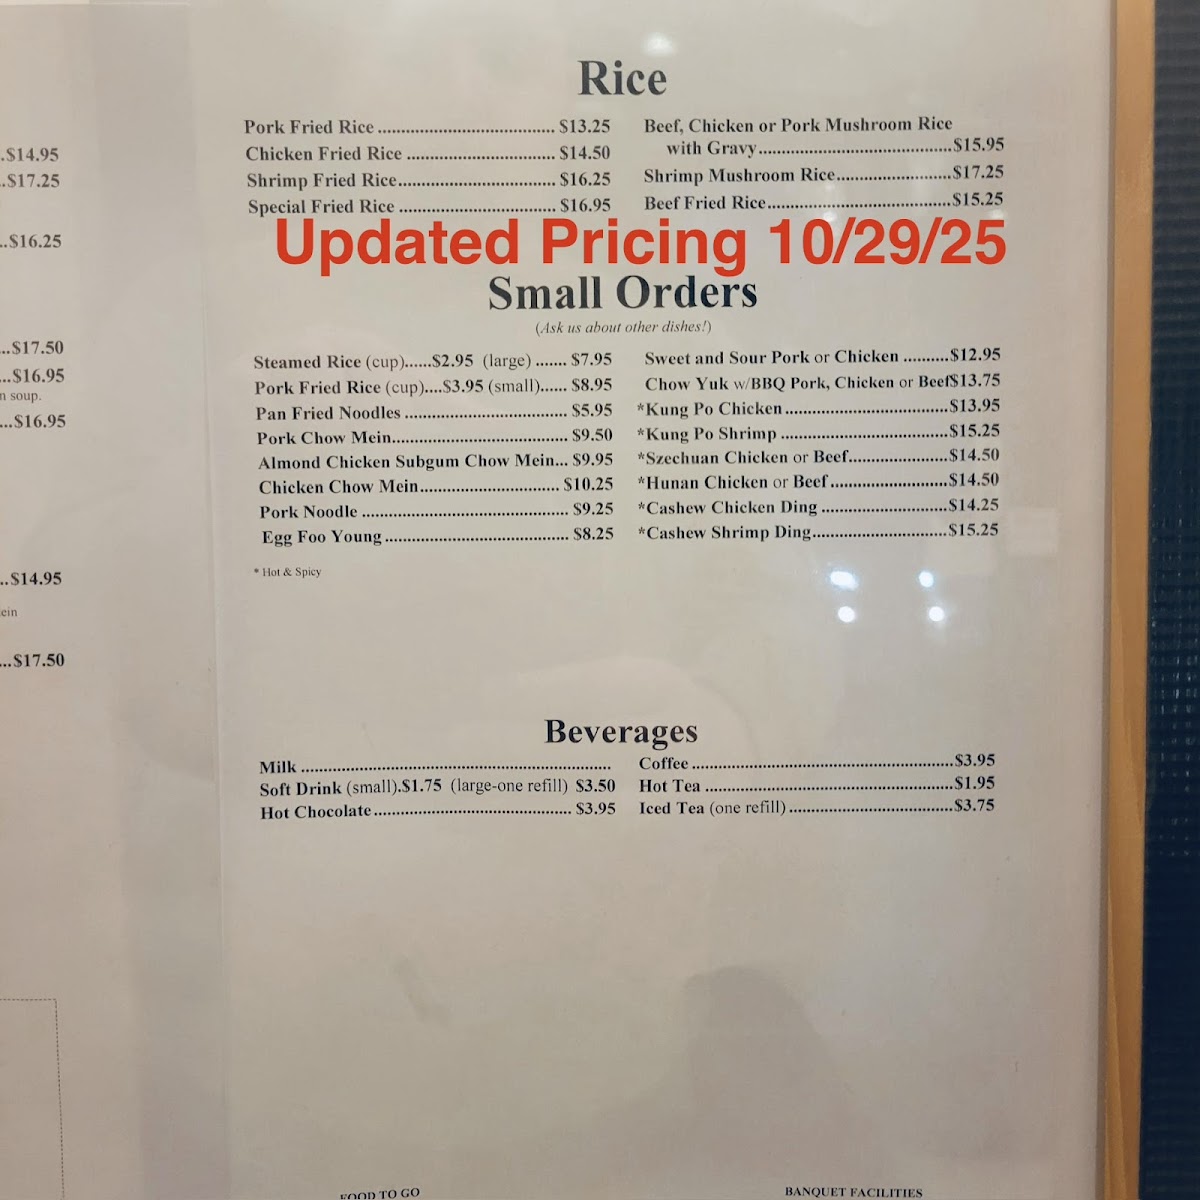 ..$14.95
..$17.25
..$16.25
...$17.50
...$16.95
n soup.
...$16.95
..$14.95
ein
...$17.50
Rice
Pork Fried Rice .................................... $13.25
Chicken Fried Rice .............................. $14.50
Shrimp Fried Rice................................ $16.25
Special Fried Rice ................................ $16.95
Beef, Chicken or Pork Mushroom Rice
with Gravy.......................................$15.95
Shrimp Mushroom Rice.......................$17.25
Beef Fried Rice.....................................$15.25
Updated Pricing 10/29/25
Small Orders
(Ask us about other dishes!)
Steamed Rice (cup)......$2.95 (large) ....... $7.95
Pork Fried Rice (cup)....$3.95 (small)...... $8.95
Pan Fried Noodles ................................. $5.95
Pork Chow Mein.................................... $9.50
Almond Chicken Subgum Chow Mein... $9.95
Chicken Chow Mein............................ $10.25
Pork Noodle .......................................... $9.25
Egg Foo Young ..................................... $8.25
Sweet and Sour Pork or Chicken ..........$12.95
Chow Yuk w/BBQ Pork, Chicken or Beef$13.75
*Kung Po Chicken .................................$13.95
*Kung Po Shrimp ..................................$15.25
*Szechuan Chicken or Beef....................$14.50
*Hunan Chicken or Beef ........................$14.50
*Cashew Chicken Ding ..........................$14.25
*Cashew Shrimp Ding...........................$15.25
* Hot & Spicy
Beverages
Milk ...............................................................
Soft Drink (small).$1.75 (large-one refill) $3.50
Hot Chocolate........................................ $3.95
Coffee .....................................................$3.95
Hot Tea ..................................................$1.95
Iced Tea (one refill) .................................$3.75
FOOD TO GO
BANQUET FACILITIES